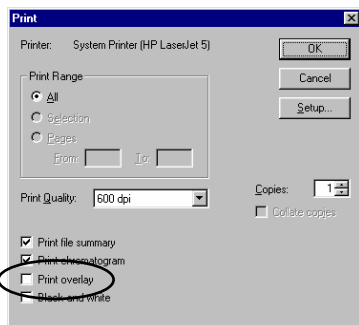 Print
Printer: System Printer (HP LaserJet 5)
OK
Cancel
Setup...
Print Range
All
Selection
Pages
From: To:
Print Quality: 600 dpi
Copies: 1
Collate copies
Print file summary
Print chromatogram
Print overlay
Black and white